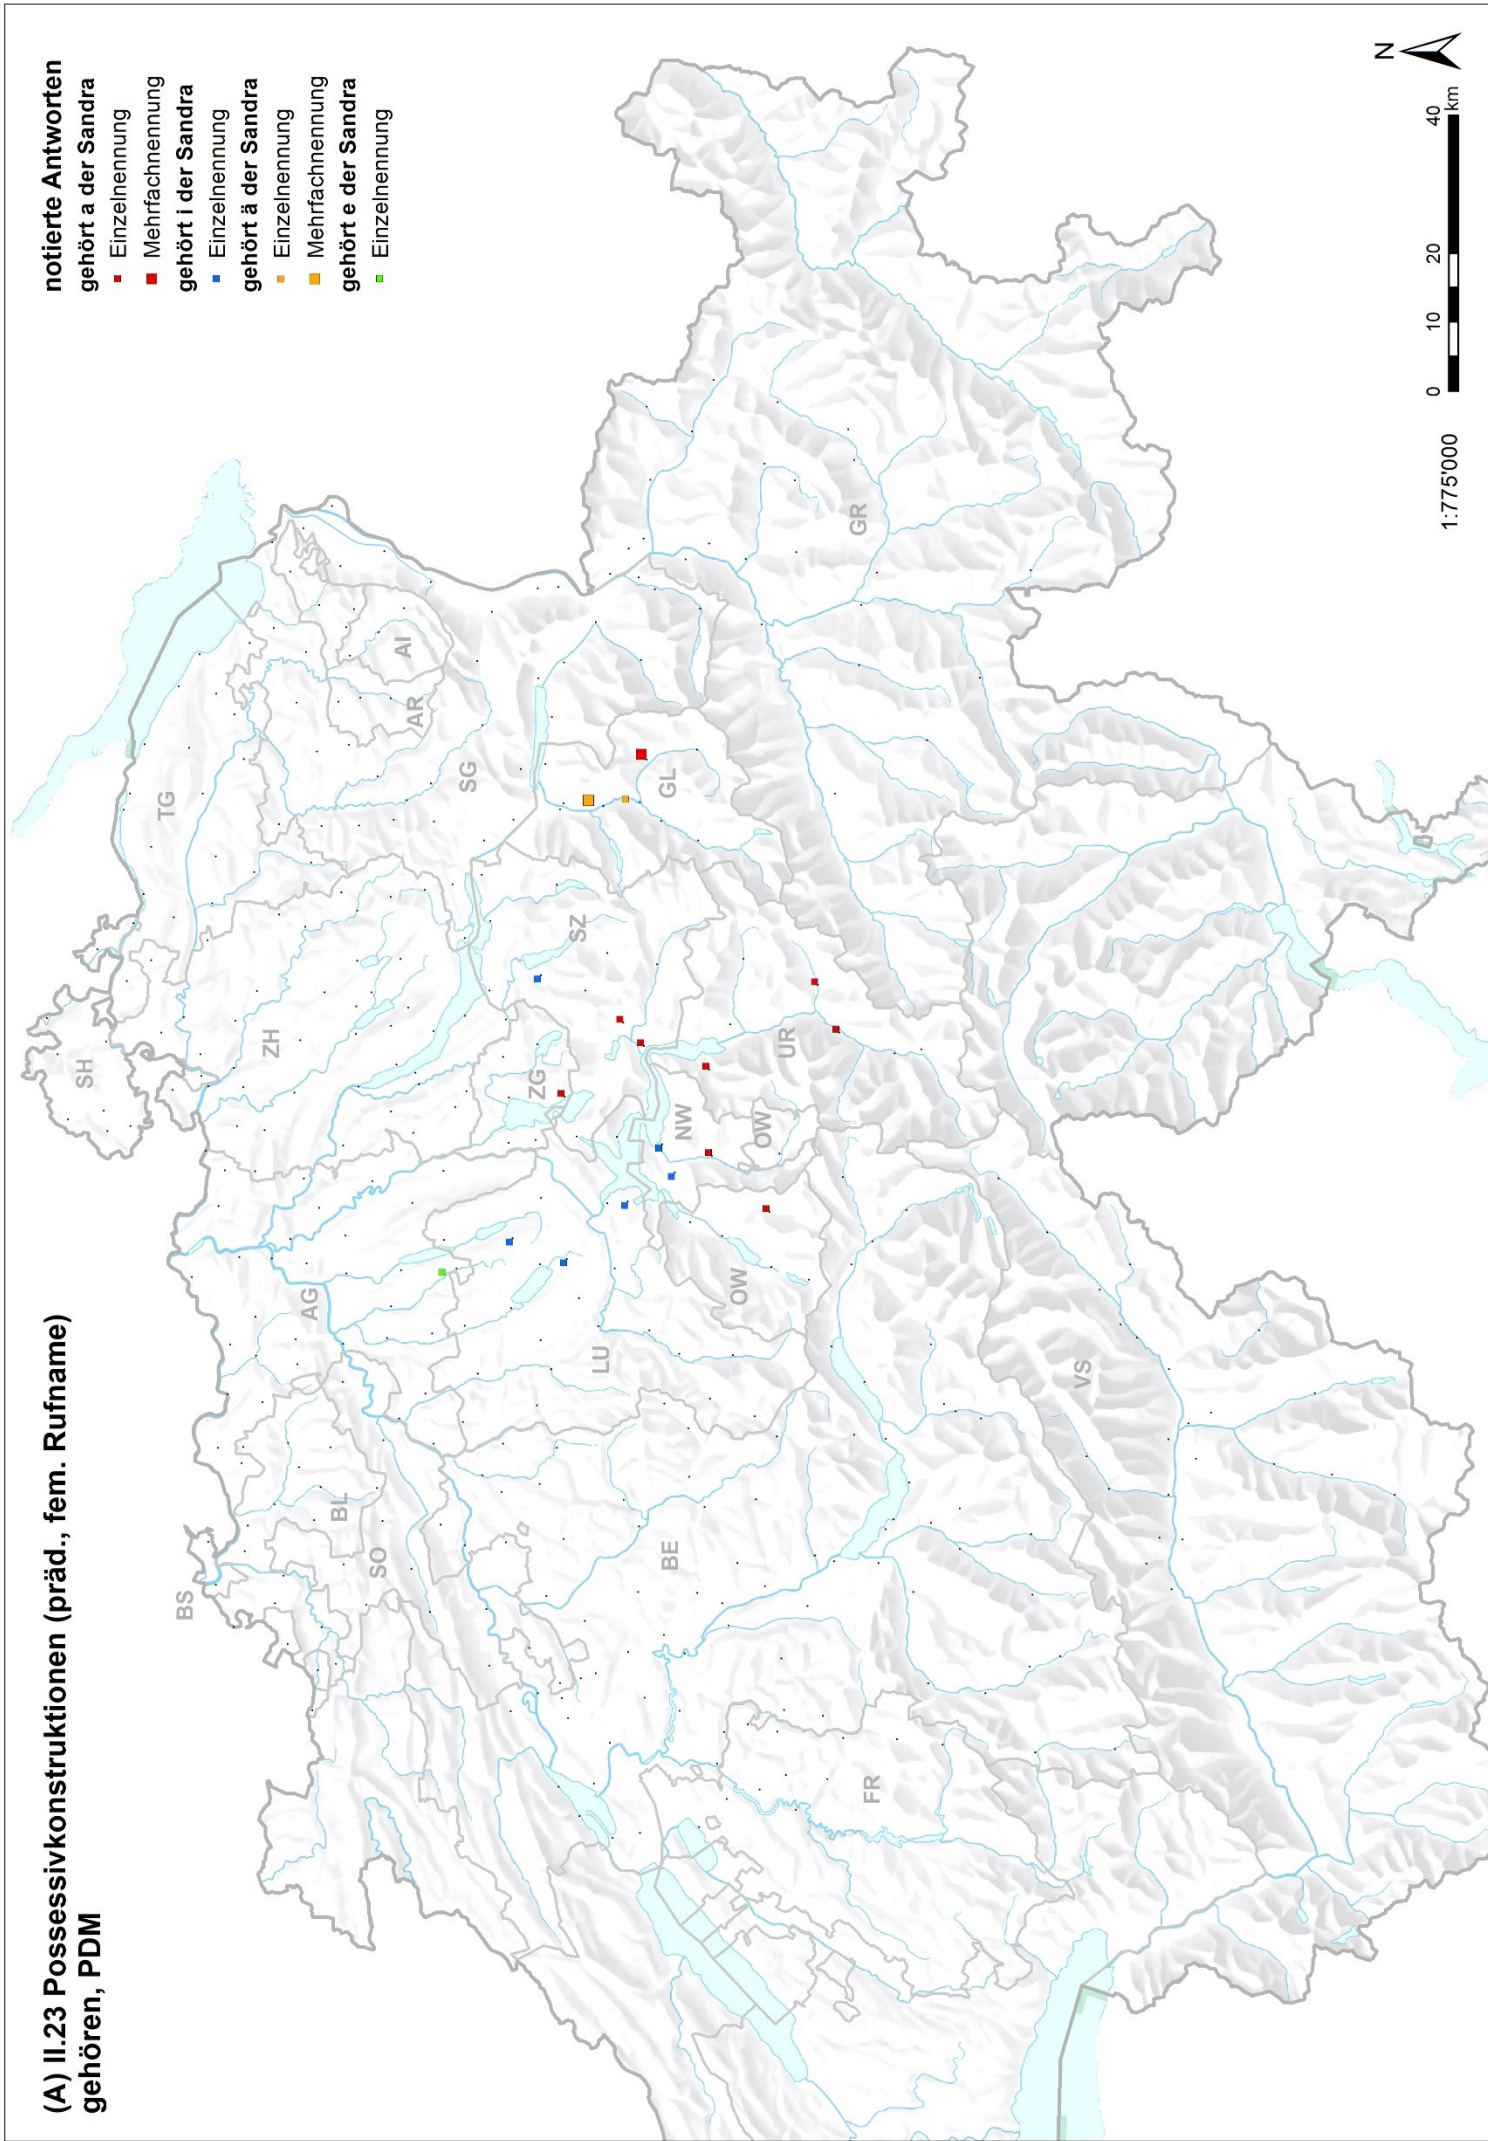 (A) II.23 Possessivkonstruktionen (präd., fem. Rufname)
gehören, PDM
notierte Antworten
gehört a der Sandra
Einzelnennung
Mehrfachnennung
gehört i der Sandra
Einzelnennung
gehört ä der Sandra
Einzelnennung
Mehrfachnennung
gehört e der Sandra
Einzelnennung
SH
BS
TG
ZH
AG
BL
SO
AI
AR
SG
ZG
SZ
LU
GL
NW
BE
OW
OW
UR
GR
FR
VS
N
1:775'000
0 10 20 40
km